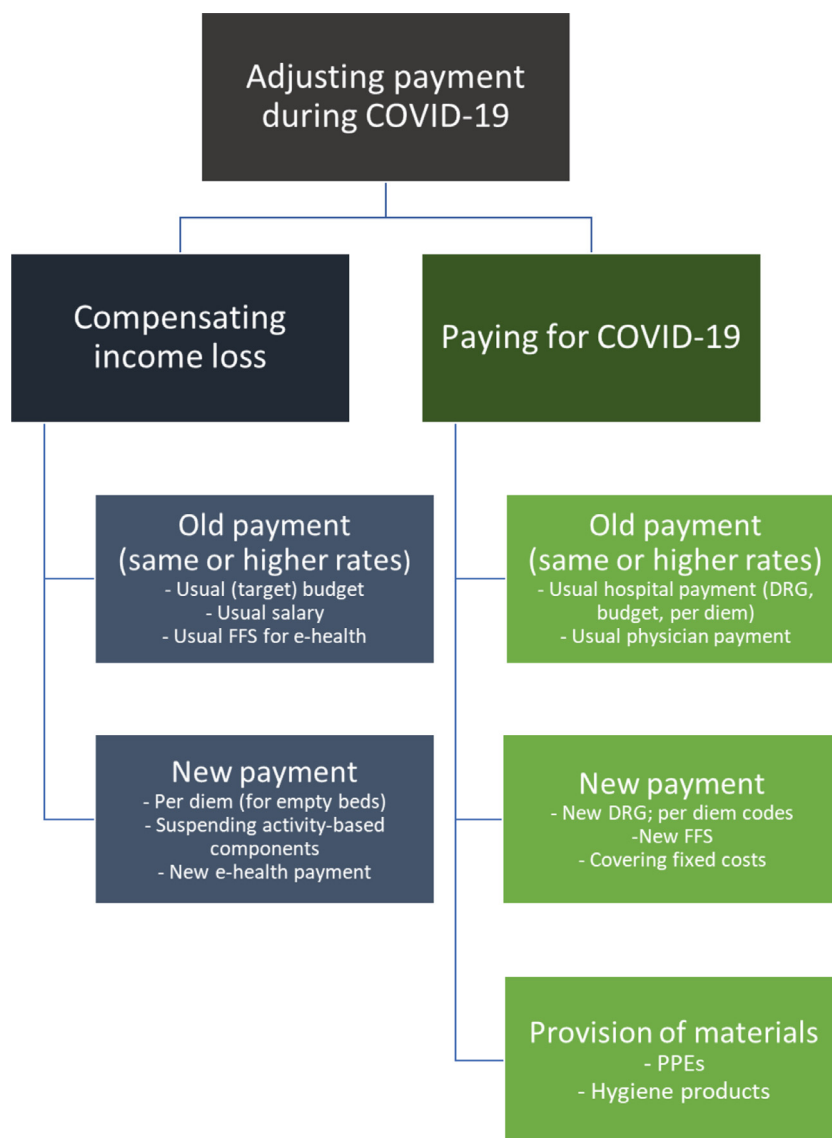 Adjusting payment
during COVID-19
Compensating
income loss
Paying for COVID-19
Old payment
(same or higher rates)
- Usual (target) budget
- Usual salary
- Usual FFS for e-health
Old payment
(same or higher rates)
- Usual hospital payment (DRG,
budget, per diem)
- Usual physician payment
New payment
- Per diem (for empty beds)
- Suspending activity-based
components
- New e-health payment
New payment
- New DRG; per diem codes
-New FFS
- Covering fixed costs
Provision of materials
- PPEs
- Hygiene products